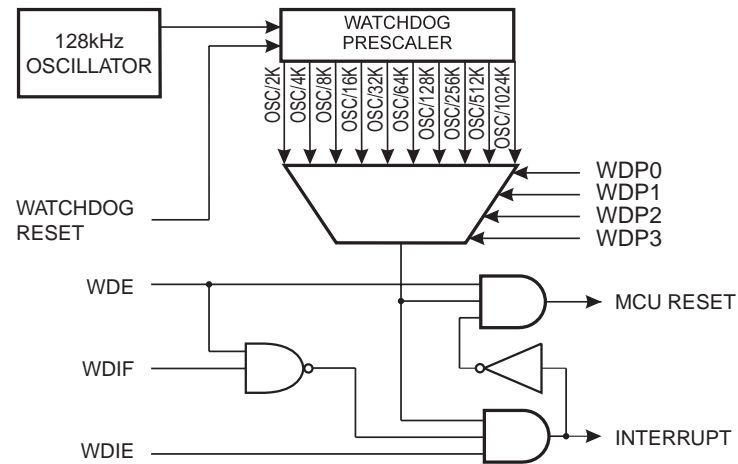 128kHz
OSCILLATOR
WATCHDOG
PRESCALER
OSC/2K
OSC/4K
OSC/8K
OSC/16K
OSC/32K
OSC/64K
OSC/128K
OSC/256K
OSC/512K
OSC/1024K
WDP0
WDP1
WDP2
WDP3
WATCHDOG
RESET
WDE
MCU RESET
WDIF
WDIE
INTERRUPT